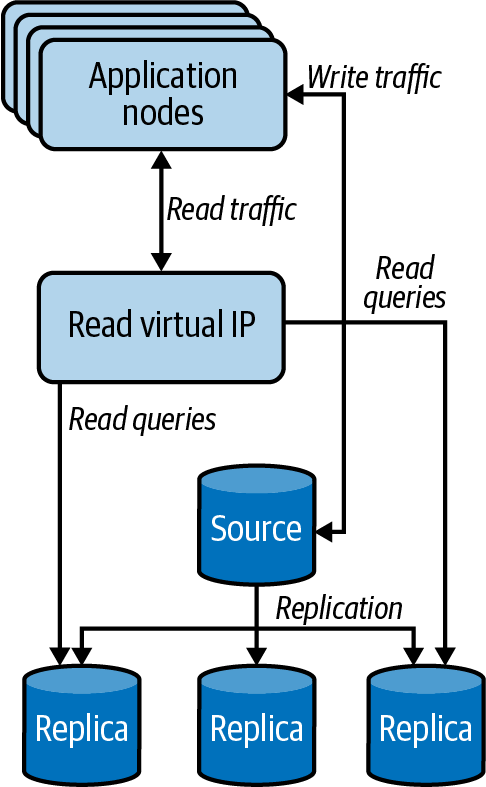 Application
nodes
Write traffic
Read traffic
Read
queries
Read virtual IP
Read queries
Source
Replication
Replica
Replica
Replica